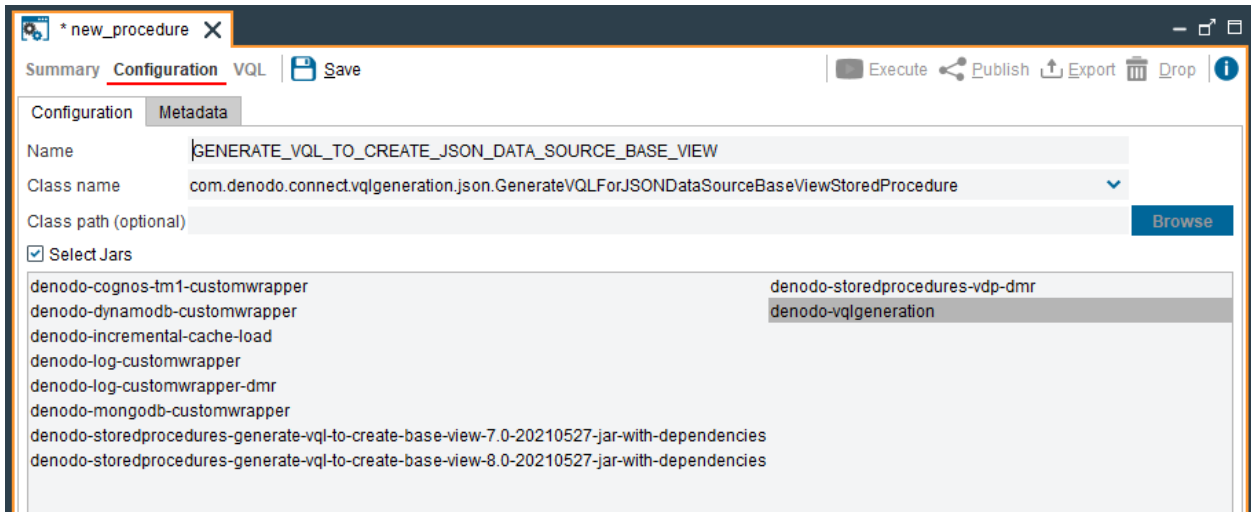 * new_procedure
Summary Configuration VQL Save Execute Publish Export Drop
Configuration Metadata
Name GENERATE_VQL_TO_CREATE_JSON_DATA_SOURCE_BASE_VIEW
Class name com.denodo.connect.vqlgeneration.json.GenerateVQLForJSONDataSourceBaseViewStoredProcedure
Class path (optional) Browse
Select Jars
denodo-cognos-tm1-customwrapper denodo-storedprocedures-vdp-dmr
denodo-dynamodb-customwrapper denodo-vqlgeneration
denodo-incremental-cache-load
denodo-log-customwrapper
denodo-log-customwrapper-dmr
denodo-mongodb-customwrapper
denodo-storedprocedures-generate-vql-to-create-base-view-7.0-20210527-jar-with-dependencies
denodo-storedprocedures-generate-vql-to-create-base-view-8.0-20210527-jar-with-dependencies